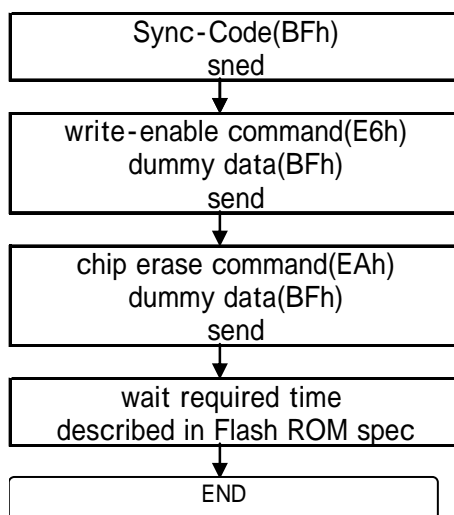 Sync-Code(BFh)
sned
write-enable command(E6h)
dummy data(BFh)
send
chip erase command(EAh)
dummy data(BFh)
send
wait required time
described in Flash ROM spec
END